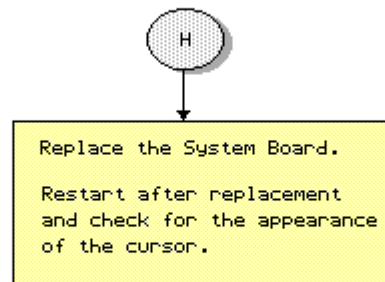 H
Replace the System Board.
Restart after replacement
and check for the appearance
of the cursor.